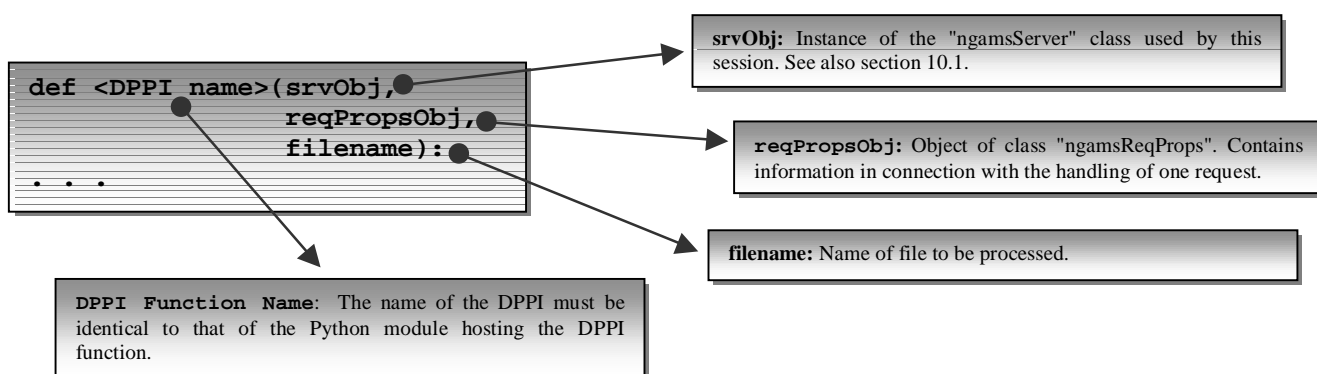 def <DPPI name>(srvObj,
reqPropsObj,
filename):
. . .
srvObj: Instance of the "ngamsServer" class used by this
session. See also section 10.1.
reqPropsObj: Object of class "ngamsReqProps". Contains
information in connection with the handling of one request.
filename: Name of file to be processed.
DPPI Function Name: The name of the DPPI must be
identical to that of the Python module hosting the DPPI
function.